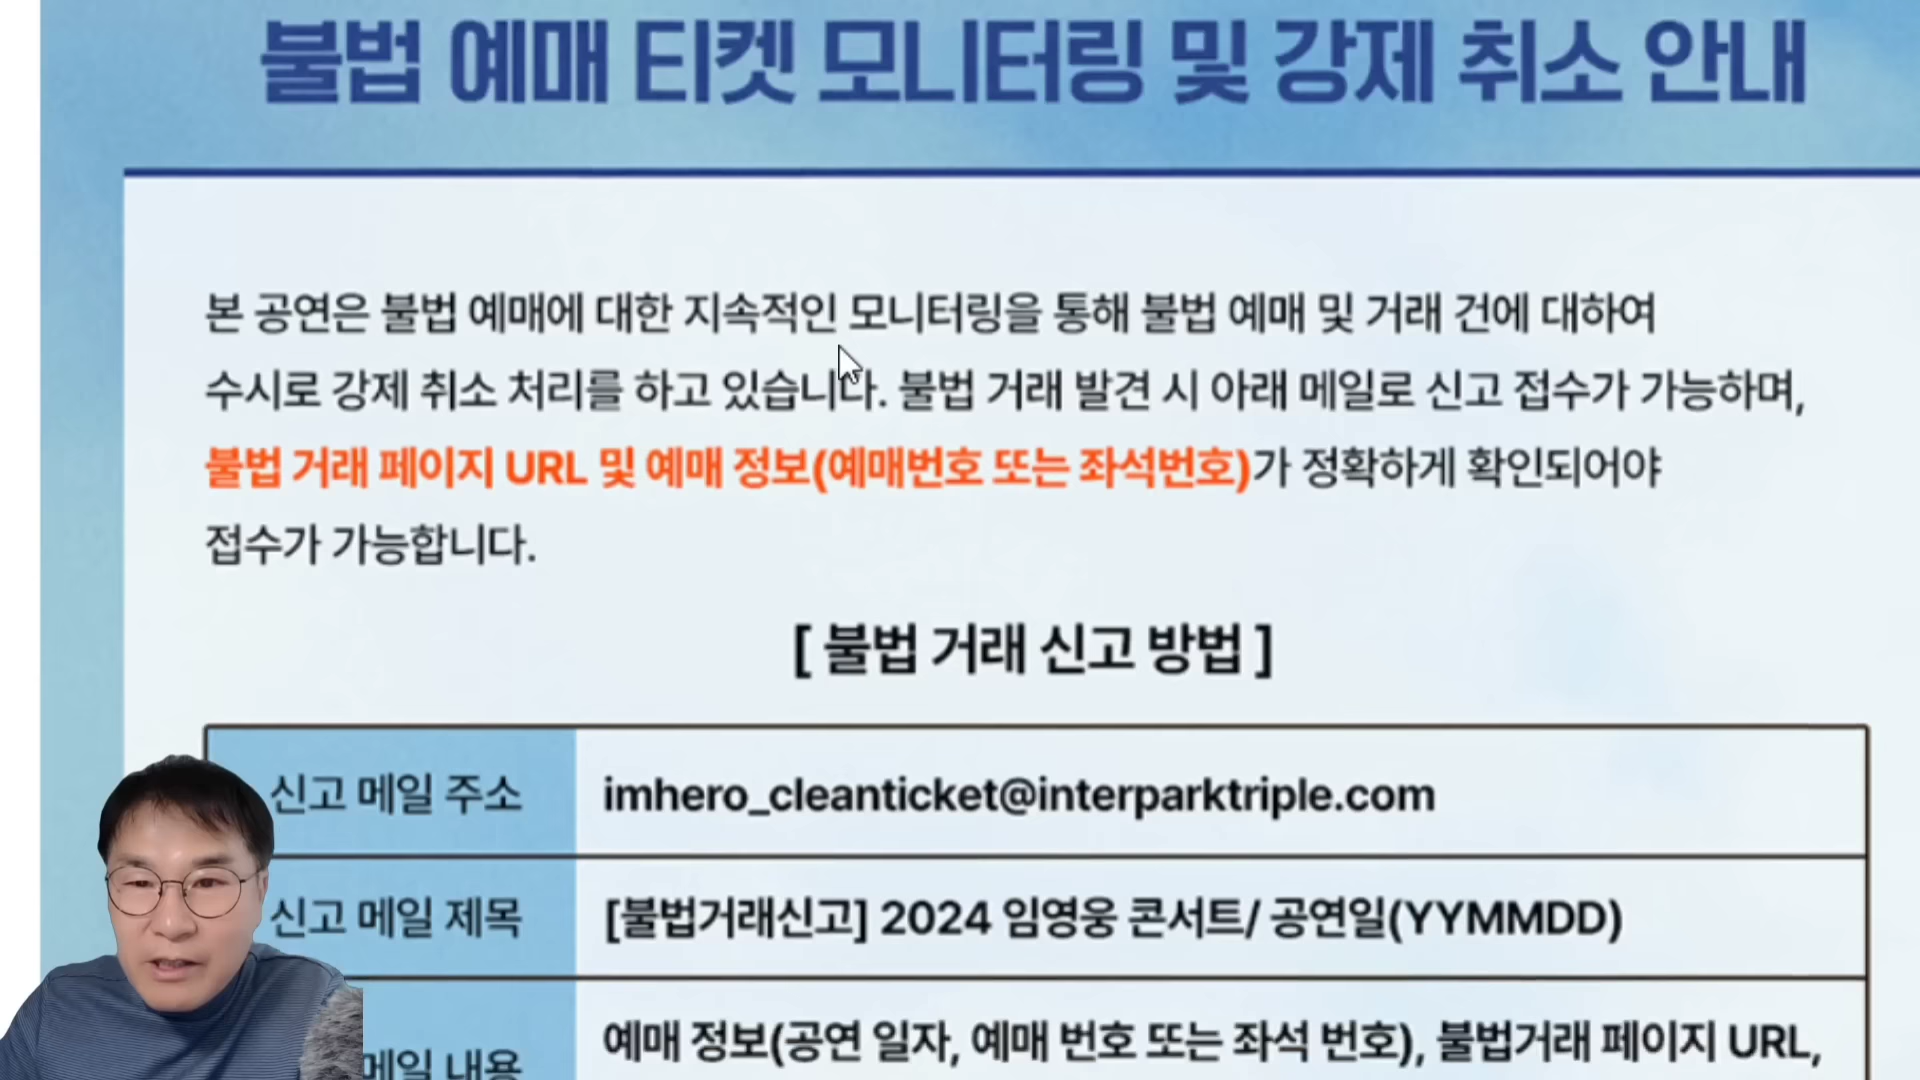 불법 예매 티켓 모니터링 및 강제 취소 안내
본 공연은 불법 예매에 대한 지속적인 모니터링을 통해 불법 예매 및 거래 건에 대하여
수시로 강제 취소 처리를 하고 있습니다. 불법 거래 발견 시 아래 메일로 신고 접수가 가능하며,
불법 거래 페이지 URL 및 예매 정보(예매번호 또는 좌석번호)가 정확하게 확인되어야
접수가 가능합니다.
[ 불법 거래 신고 방법 ]
신고 메일 주소 imhero_cleanticket@interparktriple.com
신고 메일 제목 [불법거래신고] 2024 임영웅 콘서트/ 공연일(YYMMDD)
예매 정보(공연 일자, 예매 번호 또는 좌석 번호), 불법거래 페이지 URL,
메일 내용